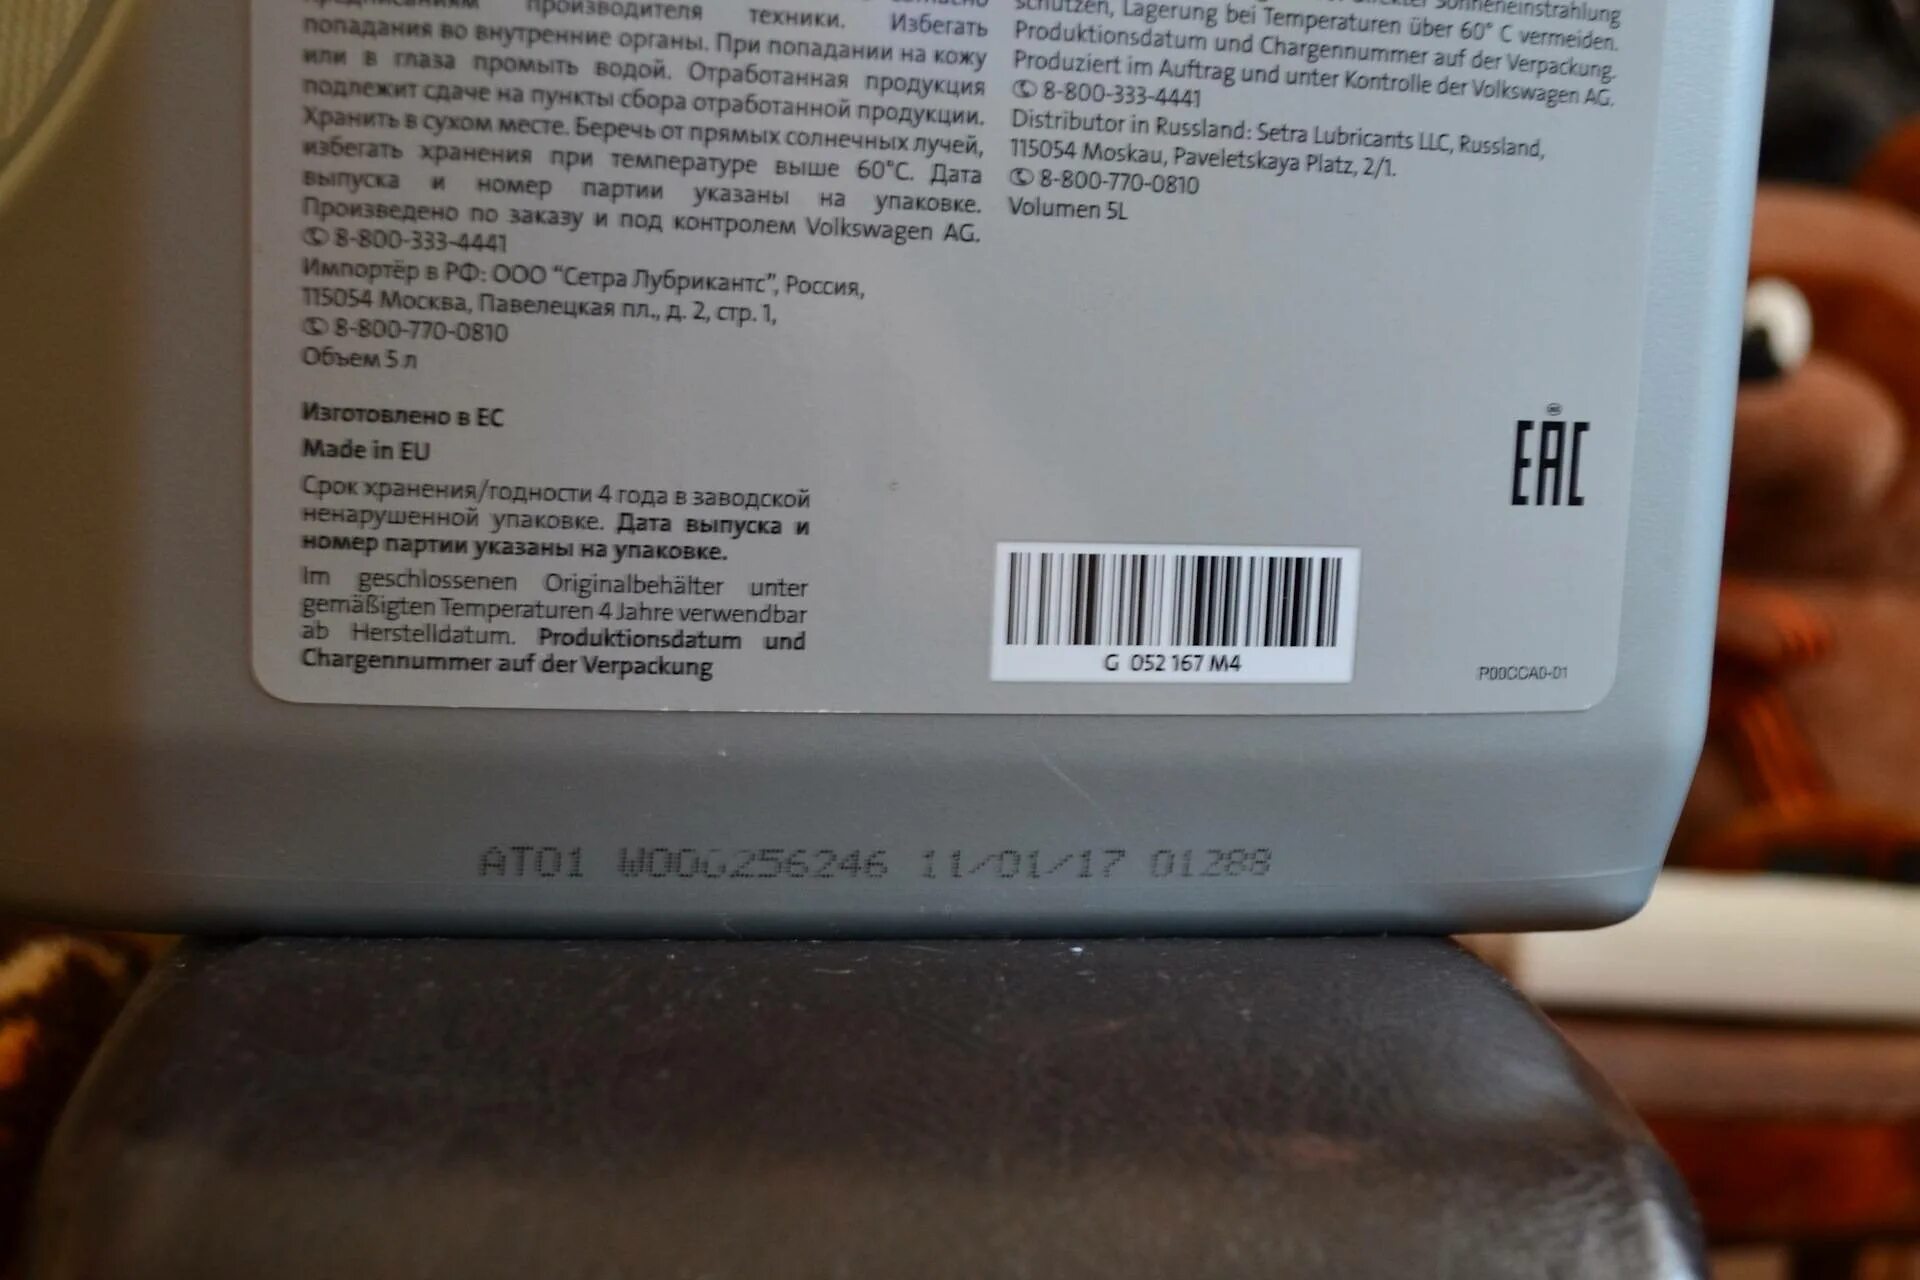 предписаниям производителя техники. Избегать
попадания во внутренние органы. При попадании на кожу
или в глаза промыть водой. Отработанная продукция
подлежит сдаче на пункты сбора отработанной продукции.
Хранить в сухом месте. Беречь от прямых солнечных лучей,
избегать хранения при температуре выше 60°C. Дата
выпуска и номер партии указаны на упаковке.
Произведено по заказу и под контролем Volkswagen AG.
8-800-333-4441
Импортёр в РФ: ООО "Сетра Лубрикантс", Россия,
115054 Москва, Павелецкая пл., д. 2, стр. 1,
8-800-770-0810
Объем 5 л
Изготовлено в ЕС
Made in EU
Срок хранения/годности 4 года в заводской
ненарушенной упаковке. Дата выпуска и
номер партии указаны на упаковке.
Im geschlossenen Originalbehälter unter
gemäßigten Temperaturen 4 Jahre verwendbar
ab Herstelldatum. Produktionsdatum und
Chargennummer auf der Verpackung
schützen, Lagerung bei Temperaturen über 60° C vermeiden.
Produktionsdatum und Chargennummer auf der Verpackung.
Produziert im Auftrag und unter Kontrolle der Volkswagen AG.
8-800-333-4441
Distributor in Russland: Setra Lubricants LLC, Russland,
115054 Moskau, Paveletskaya Platz, 2/1.
8-800-770-0810
Volumen 5L
EAC
G 052 167 M4
P00CCA0-01
AT01 W000256246 11/01/17 01288